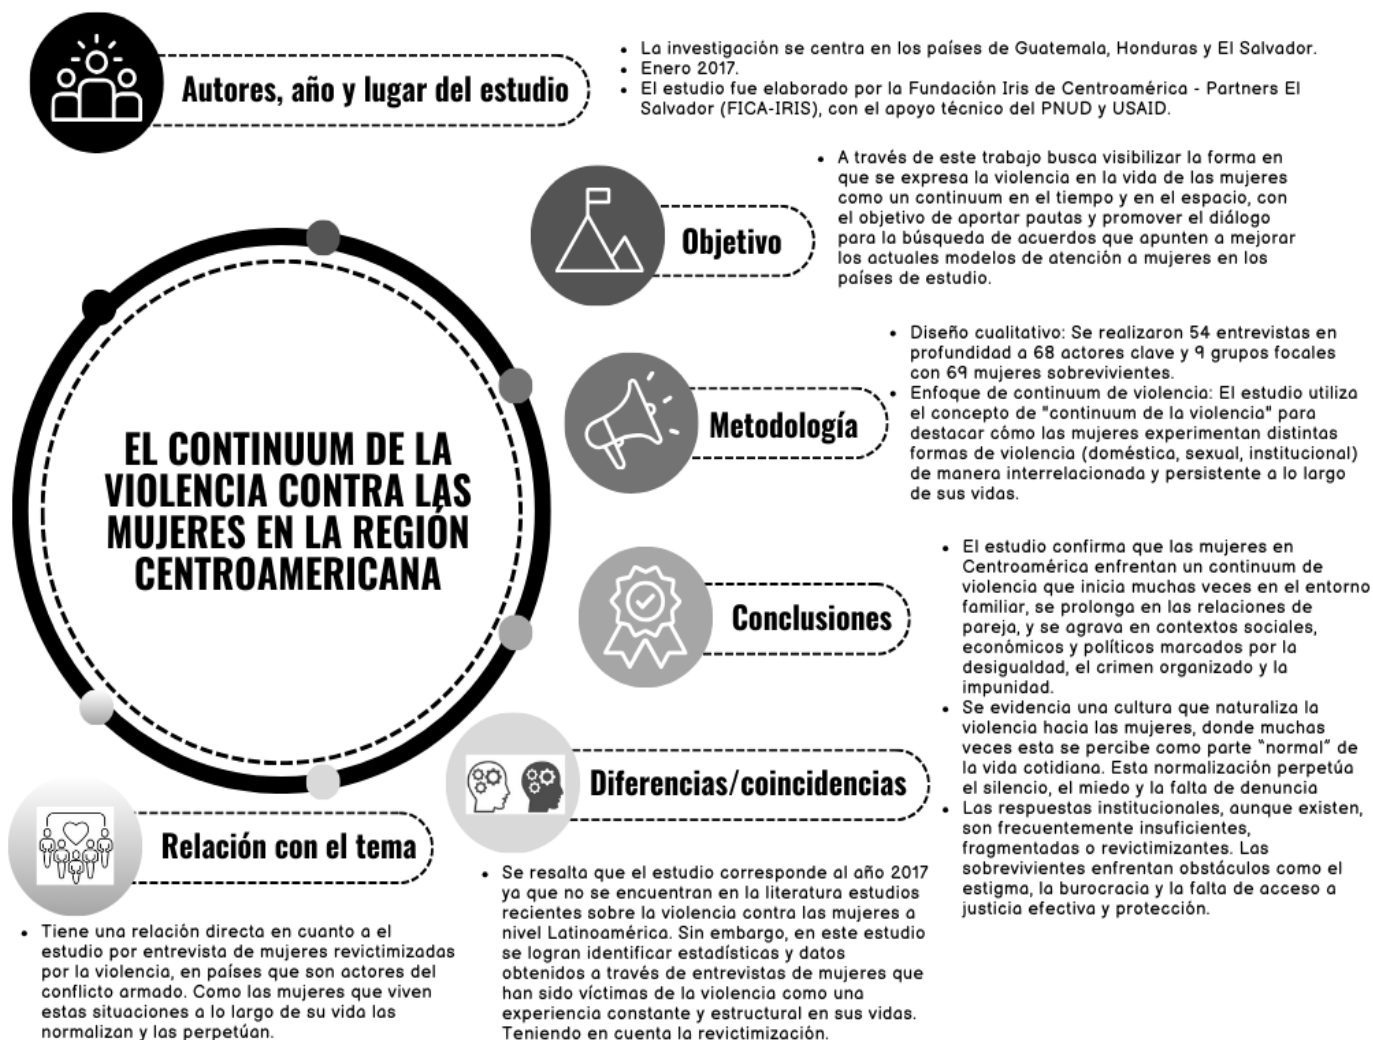 Autores, año y lugar del estudio
• La investigación se centra en los países de Guatemala, Honduras y El Salvador.
• Enero 2017.
• El estudio fue elaborado por la Fundación Iris de Centroamérica - Partners El
Salvador (FICA-IRIS), con el apoyo técnico del PNUD y USAID.
Objetivo
• A través de este trabajo busca visibilizar la forma en
que se expresa la violencia en la vida de las mujeres
como un continuum en el tiempo y en el espacio, con
el objetivo de aportar pautas y promover el diálogo
para la búsqueda de acuerdos que apunten a mejorar
los actuales modelos de atención a mujeres en los
países de estudio.
Metodología
• Diseño cualitativo: Se realizaron 54 entrevistas en
profundidad a 68 actores clave y 9 grupos focales
con 69 mujeres sobrevivientes.
• Enfoque de continuum de violencia: El estudio utiliza
el concepto de "continuum de la violencia" para
destacar cómo las mujeres experimentan distintas
formas de violencia (doméstica, sexual, institucional)
de manera interrelacionada y persistente a lo largo
de sus vidas.
EL CONTINUUM DE LA
VIOLENCIA CONTRA LAS
MUJERES EN LA REGIÓN
CENTROAMERICANA
Conclusiones
• El estudio confirma que las mujeres en
Centroamérica enfrentan un continuum de
violencia que inicia muchas veces en el entorno
familiar, se prolonga en las relaciones de
pareja, y se agrava en contextos sociales,
económicos y políticos marcados por la
desigualdad, el crimen organizado y la
impunidad.
• Se evidencia una cultura que naturaliza la
violencia hacia las mujeres, donde muchas
veces esta se percibe como parte “normal” de
la vida cotidiana. Esta normalización perpetúa
el silencio, el miedo y la falta de denuncia
• Las respuestas institucionales, aunque existen,
son frecuentemente insuficientes,
fragmentadas o revictimizantes. Las
sobrevivientes enfrentan obstáculos como el
estigma, la burocracia y la falta de acceso a
justicia efectiva y protección.
Diferencias/coincidencias
• Se resalta que el estudio corresponde al año 2017
ya que no se encuentran en la literatura estudios
recientes sobre la violencia contra las mujeres a
nivel Latinoamérica. Sin embargo, en este estudio
se logran identificar estadísticas y datos
obtenidos a través de entrevistas de mujeres que
han sido víctimas de la violencia como una
experiencia constante y estructural en sus vidas.
Teniendo en cuenta la revictimización.
Relación con el tema
• Tiene una relación directa en cuanto a el
estudio por entrevista de mujeres revictimizadas
por la violencia, en países que son actores del
conflicto armado. Como las mujeres que viven
estas situaciones a lo largo de su vida las
normalizan y las perpetúan.